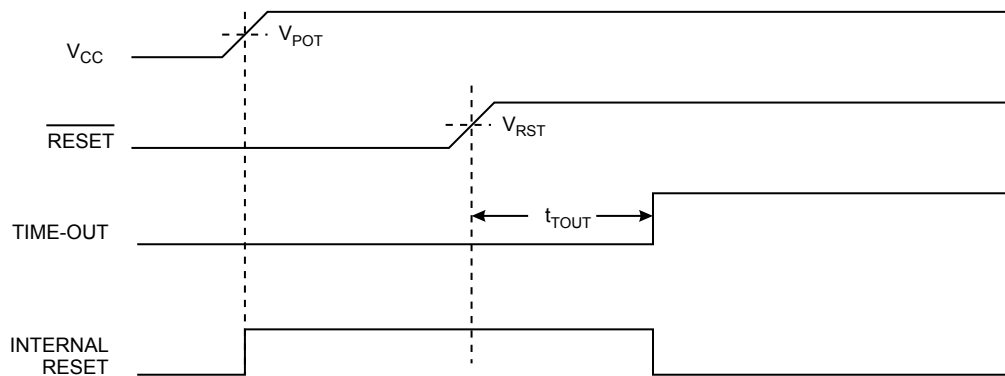 V_CC
V_POT
RESET
V_RST
t_TOUT
TIME-OUT
INTERNAL
RESET